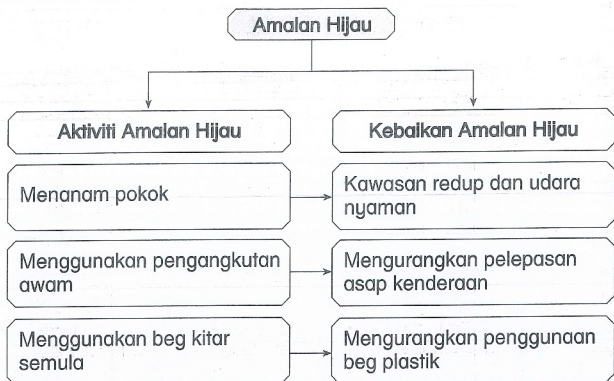 Amalan Hijau
Aktiviti Amalan Hijau
Kebaikan Amalan Hijau
Menanam pokok
Kawasan redup dan udara
nyaman
Menggunakan pengangkutan
awam
Mengurangkan pelepasan
asap kenderaan
Menggunakan beg kitar
semula
Mengurangkan penggunaan
beg plastik